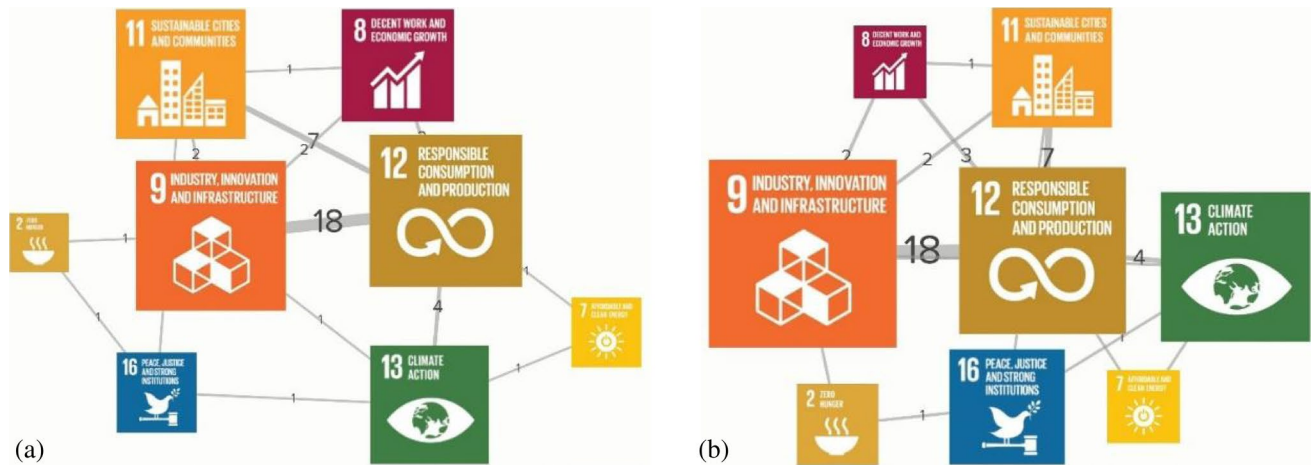 11 SUSTAINABLE CITIES
AND COMMUNITIES
8 DECENT WORK AND
ECONOMIC GROWTH
1
7
2
2
12 RESPONSIBLE
CONSUMPTION
AND PRODUCTION
9 INDUSTRY, INNOVATION
AND INFRASTRUCTURE
18
2 ZERO
HUNGER
1
1
4
1
7 AFFORDABLE AND
CLEAN ENERGY
1
16 PEACE, JUSTICE
AND STRONG
INSTITUTIONS
13 CLIMATE
ACTION
1
1
(a)
11 SUSTAINABLE CITIES
AND COMMUNITIES
8 DECENT WORK AND
ECONOMIC GROWTH
1
2
2
3
7
9 INDUSTRY, INNOVATION
AND INFRASTRUCTURE
12 RESPONSIBLE
CONSUMPTION
AND PRODUCTION
13 CLIMATE
ACTION
18
4
1
16 PEACE, JUSTICE
AND STRONG
INSTITUTIONS
7 AFFORDABLE AND
CLEAN ENERGY
2 ZERO
HUNGER
1
(b)